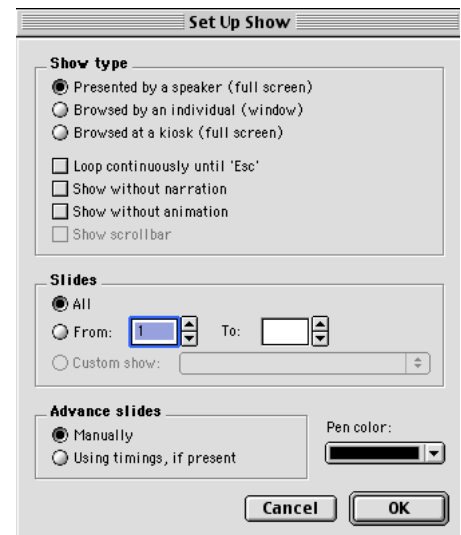 Set Up Show
Show type
Presented by a speaker (full screen)
Browsed by an individual (window)
Browsed at a kiosk (full screen)
Loop continuously until 'Esc'
Show without narration
Show without animation
Show scrollbar
Slides
All
From: 1 To:
Custom show:
Advance slides
Manually
Using timings, if present
Pen color:
Cancel OK